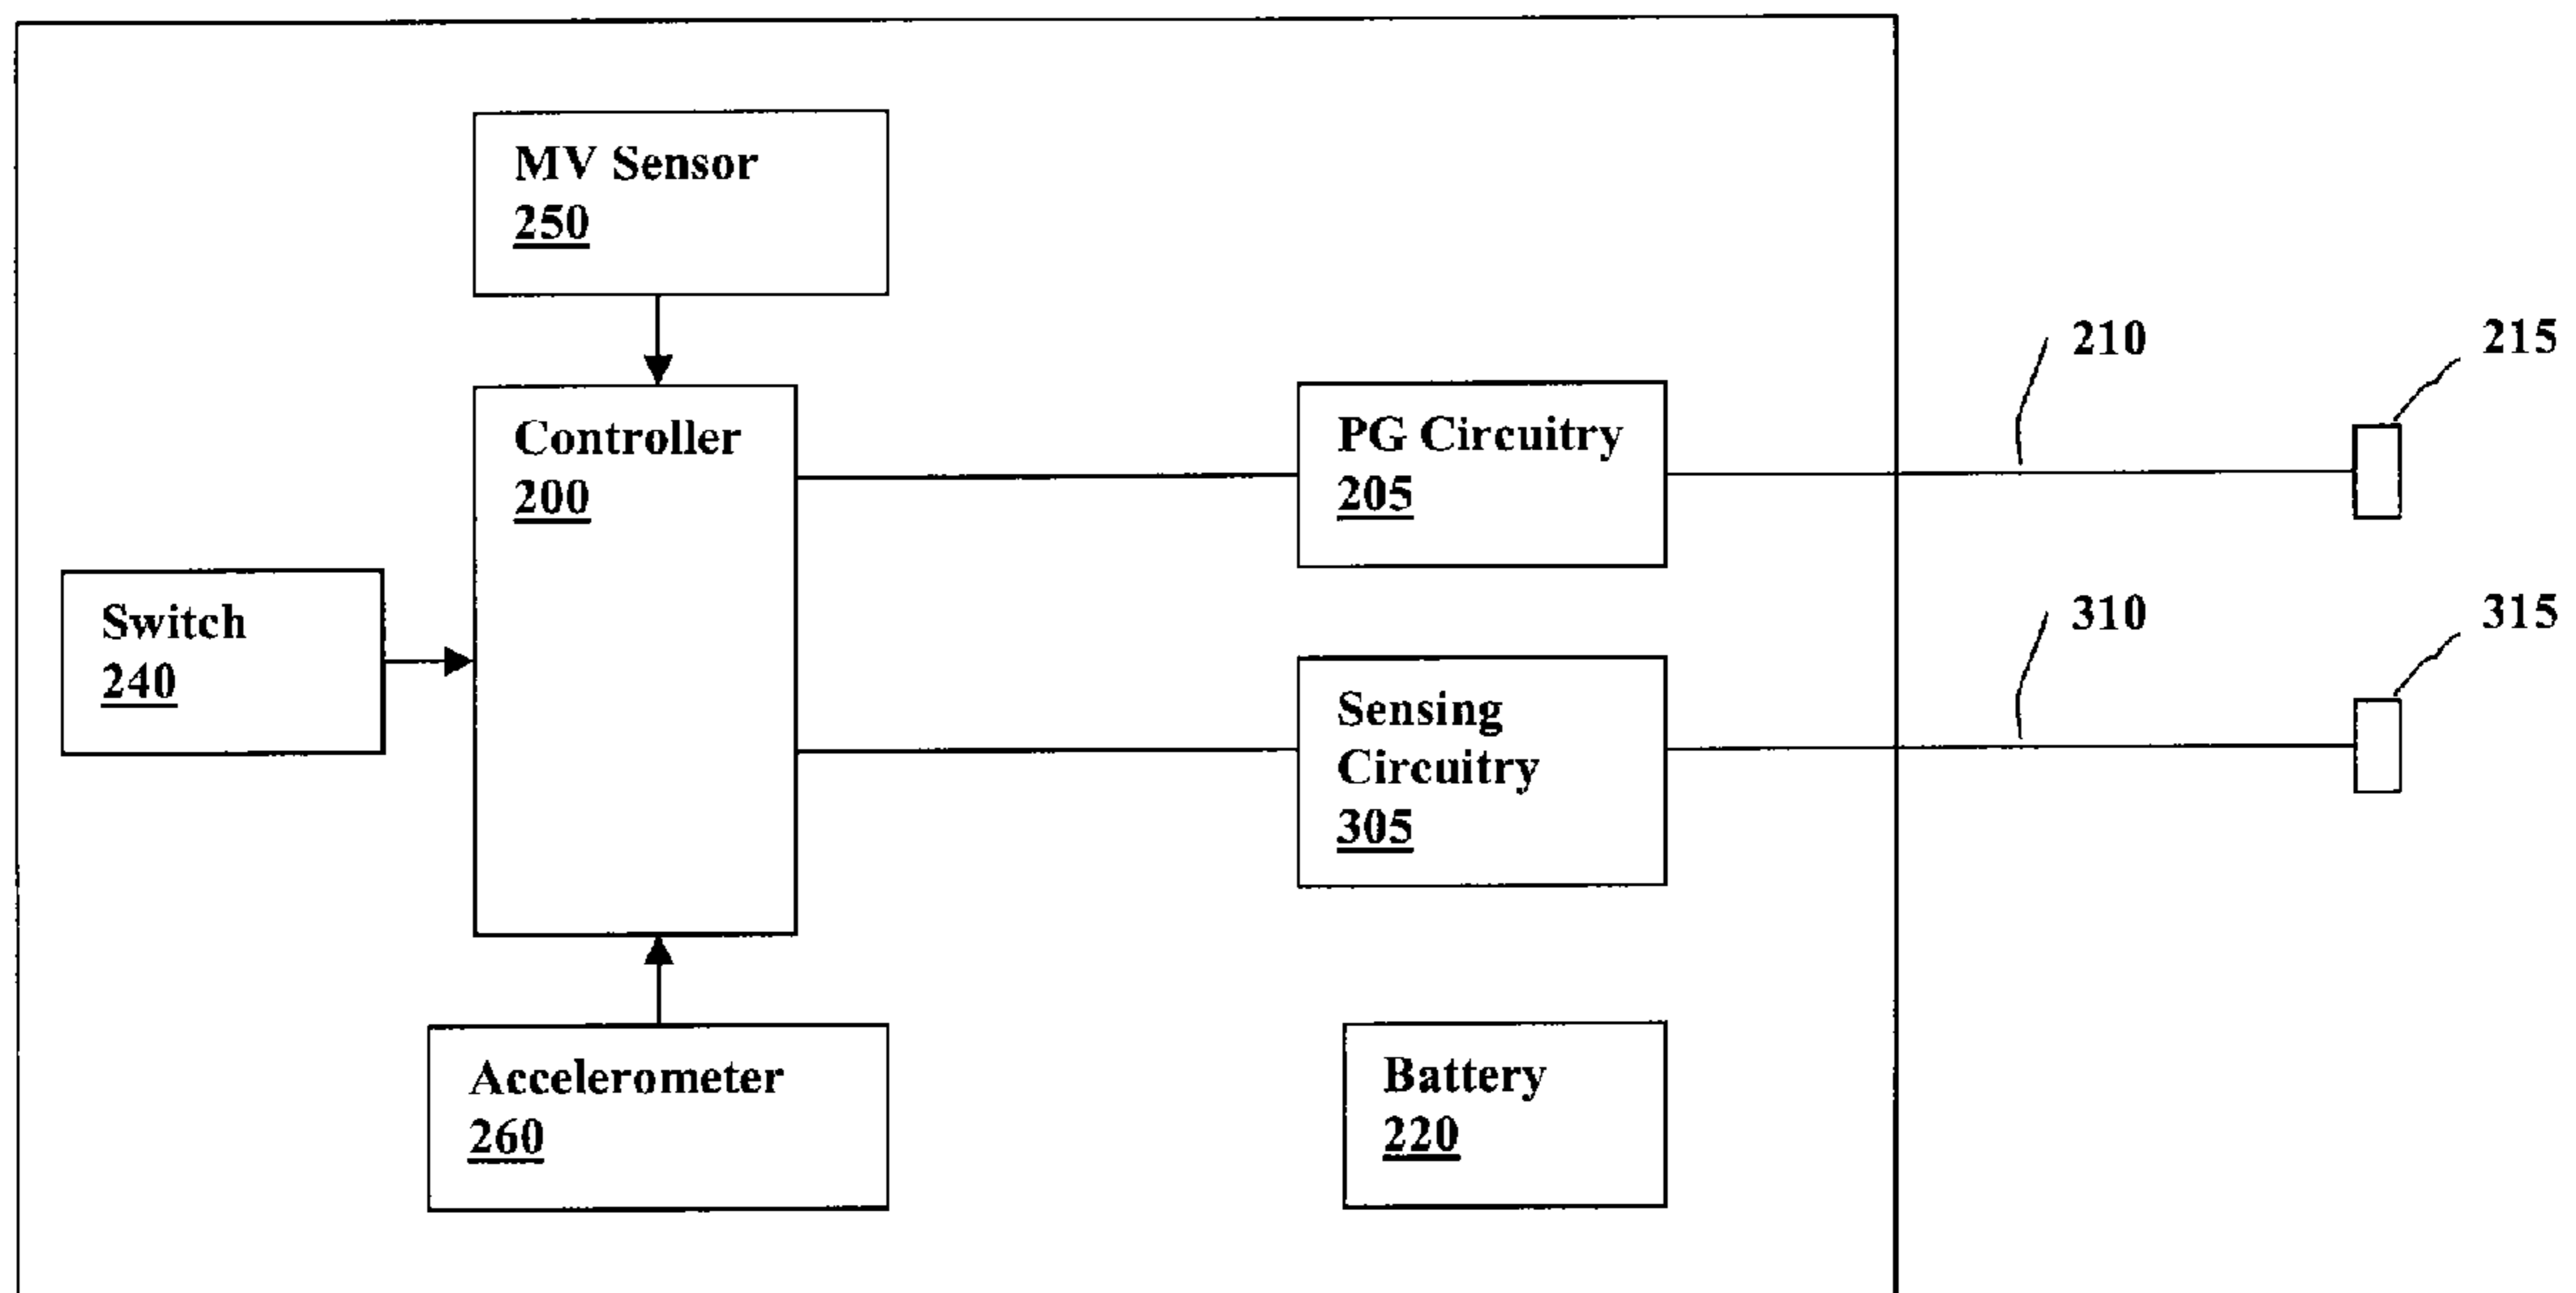 MV Sensor
250
210
215
Controller
200
PG Circuitry
205
Switch
240
310
315
Sensing
Circuitry
305
Accelerometer
260
Battery
220